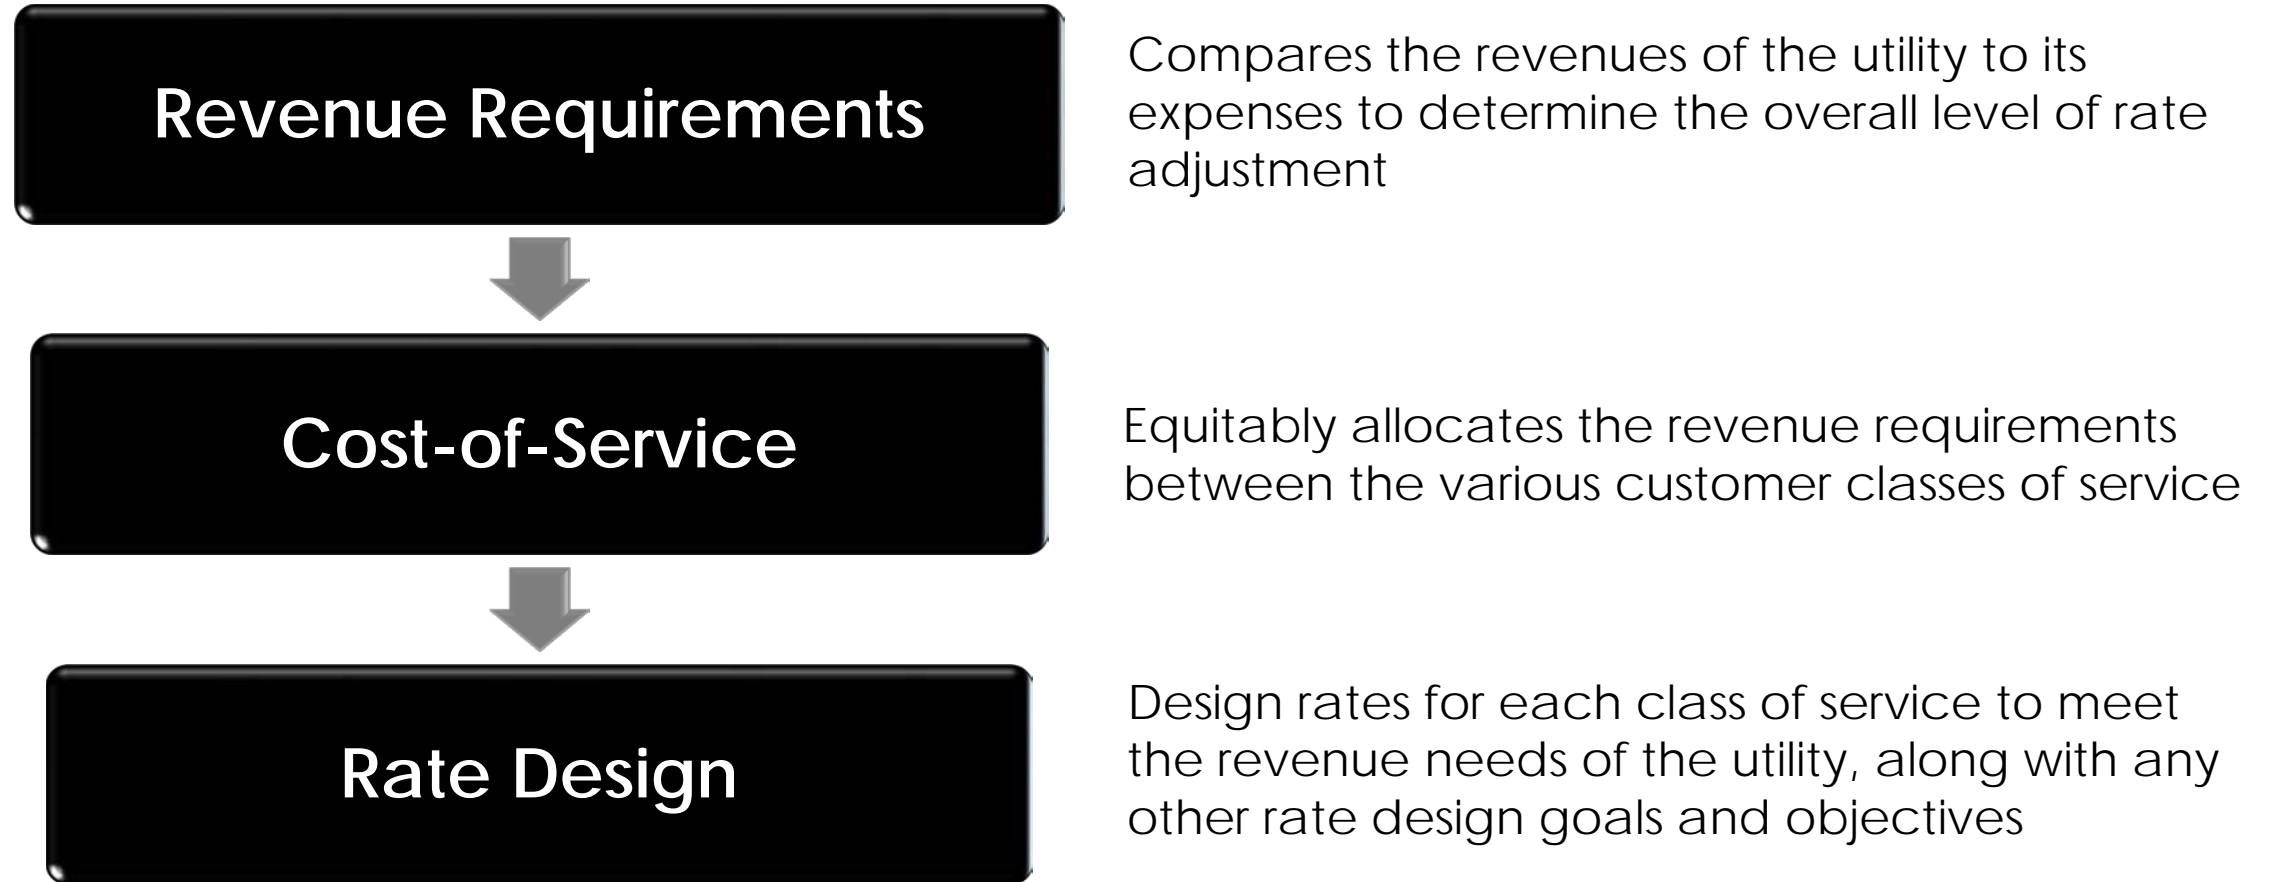 Revenue Requirements
Compares the revenues of the utility to its
expenses to determine the overall level of rate
adjustment
Cost-of-Service
Equitably allocates the revenue requirements
between the various customer classes of service
Rate Design
Design rates for each class of service to meet
the revenue needs of the utility, along with any
other rate design goals and objectives